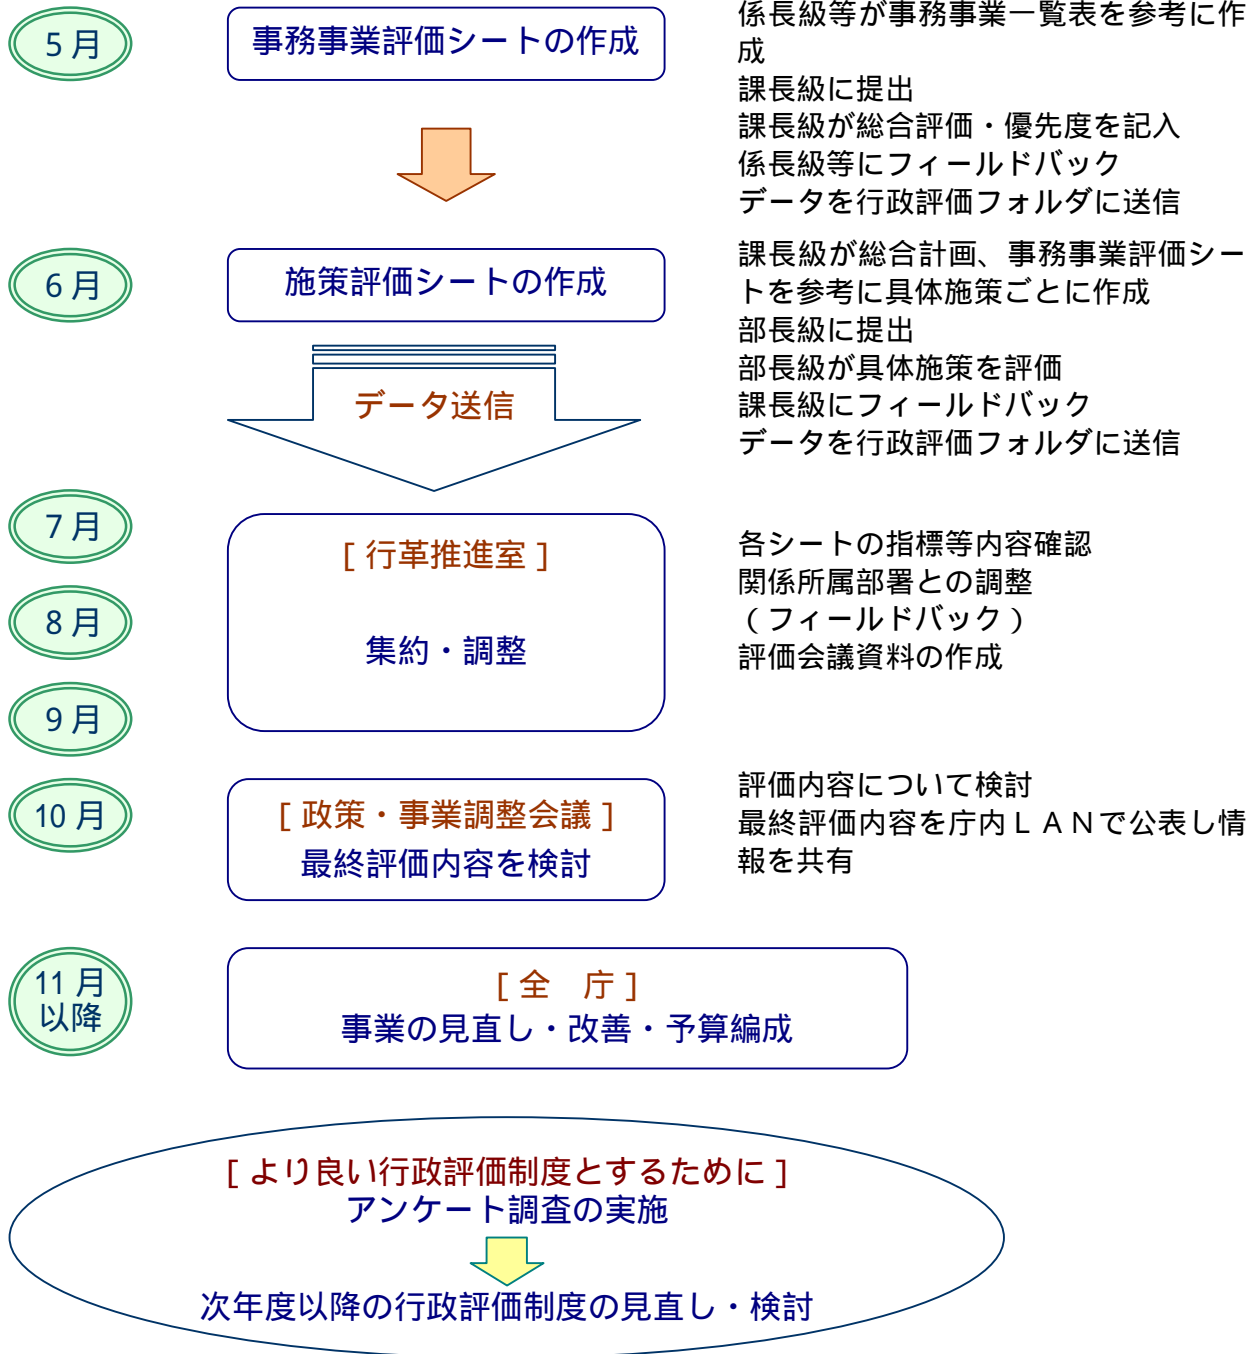 5月
事務事業評価シートの作成
係長級等が事務事業一覧表を参考に作
成
課長級に提出
課長級が総合評価・優先度を記入
係長級等にフィールドバック
データを行政評価フォルダに送信
6月
施策評価シートの作成
課長級が総合計画、事務事業評価シー
トを参考に具体施策ごとに作成
部長級に提出
部長級が具体施策を評価
課長級にフィールドバック
データを行政評価フォルダに送信
データ送信
7月
8月
9月
[ 行革推進室 ]
集約・調整
各シートの指標等内容確認
関係所属部署との調整
（フィールドバック）
評価会議資料の作成
10月
[ 政策・事業調整会議 ]
最終評価内容を検討
評価内容について検討
最終評価内容を庁内ＬＡＮで公表し情
報を共有
11月
以降
[ 全　庁 ]
事業の見直し・改善・予算編成
[ より良い行政評価制度とするために ]
アンケート調査の実施
次年度以降の行政評価制度の見直し・検討